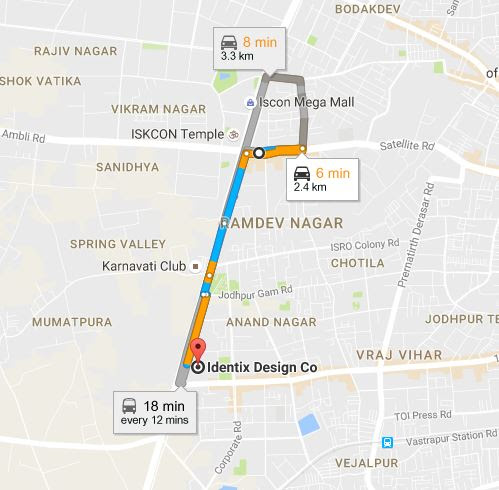 BODAKDEV
8 min
3.3 km
RAJIV NAGAR
SHOK VATIKA
of
VIKRAM NAGAR
Iscon Mega Mall
Ambli Rd
ISKCON Temple
Satellite Rd
SANIDHYA
6 min
2.4 km
RAMDEV NAGAR
Prernatirth Derasar Rd
SPRING VALLEY
ISRO Colony Rd
Karnavati Club
CHOTILA
Jodhpur Gam Rd
MUMATPURA
ANAND NAGAR
JODHPUR TE
VRAJ VIHAR
Identix Design Co
18 min
every 12 mins
TOI Press Rd
Corporate Rd
Vastrapur Station Rd
VEJALPUR